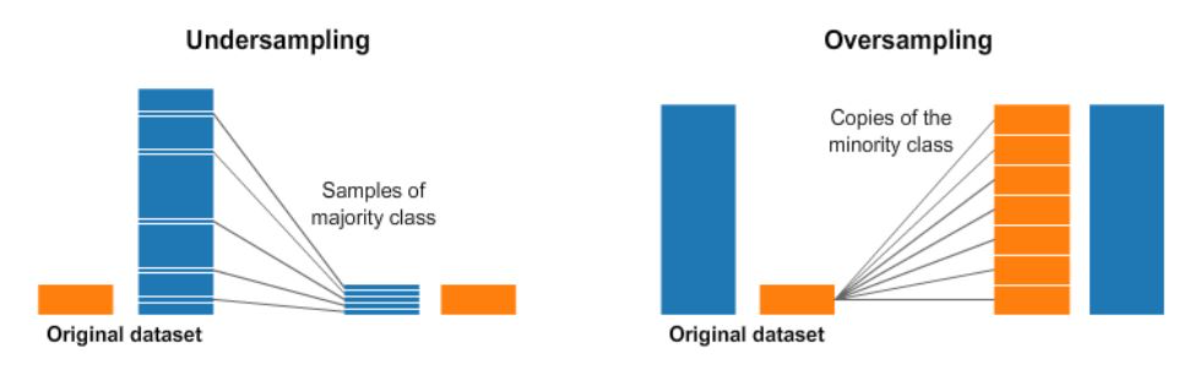 Undersampling
Samples of
majority class
Original dataset
Oversampling
Copies of the
minority class
Original dataset